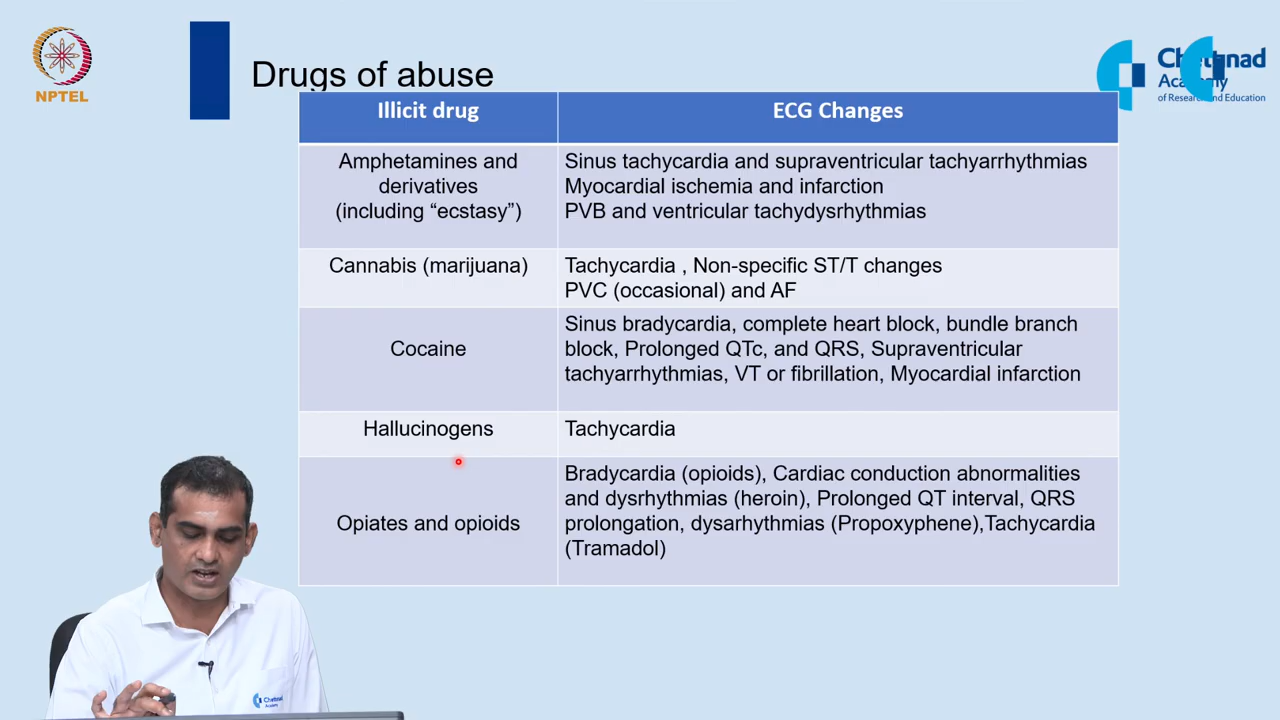 NPTEL
Drugs of abuse
Chettinad
Academy
of Research and Education
Illicit drug
ECG Changes
Amphetamines and
derivatives
(including “ecstasy”)
Sinus tachycardia and supraventricular tachyarrhythmias
Myocardial ischemia and infarction
PVB and ventricular tachydysrhythmias
Cannabis (marijuana)
Tachycardia , Non-specific ST/T changes
PVC (occasional) and AF
Cocaine
Sinus bradycardia, complete heart block, bundle branch
block, Prolonged QTc, and QRS, Supraventricular
tachyarrhythmias, VT or fibrillation, Myocardial infarction
Hallucinogens
Tachycardia
Opiates and opioids
Bradycardia (opioids), Cardiac conduction abnormalities
and dysrhythmias (heroin), Prolonged QT interval, QRS
prolongation, dysarhythmias (Propoxyphene),Tachycardia
(Tramadol)
Chettinad
Academy